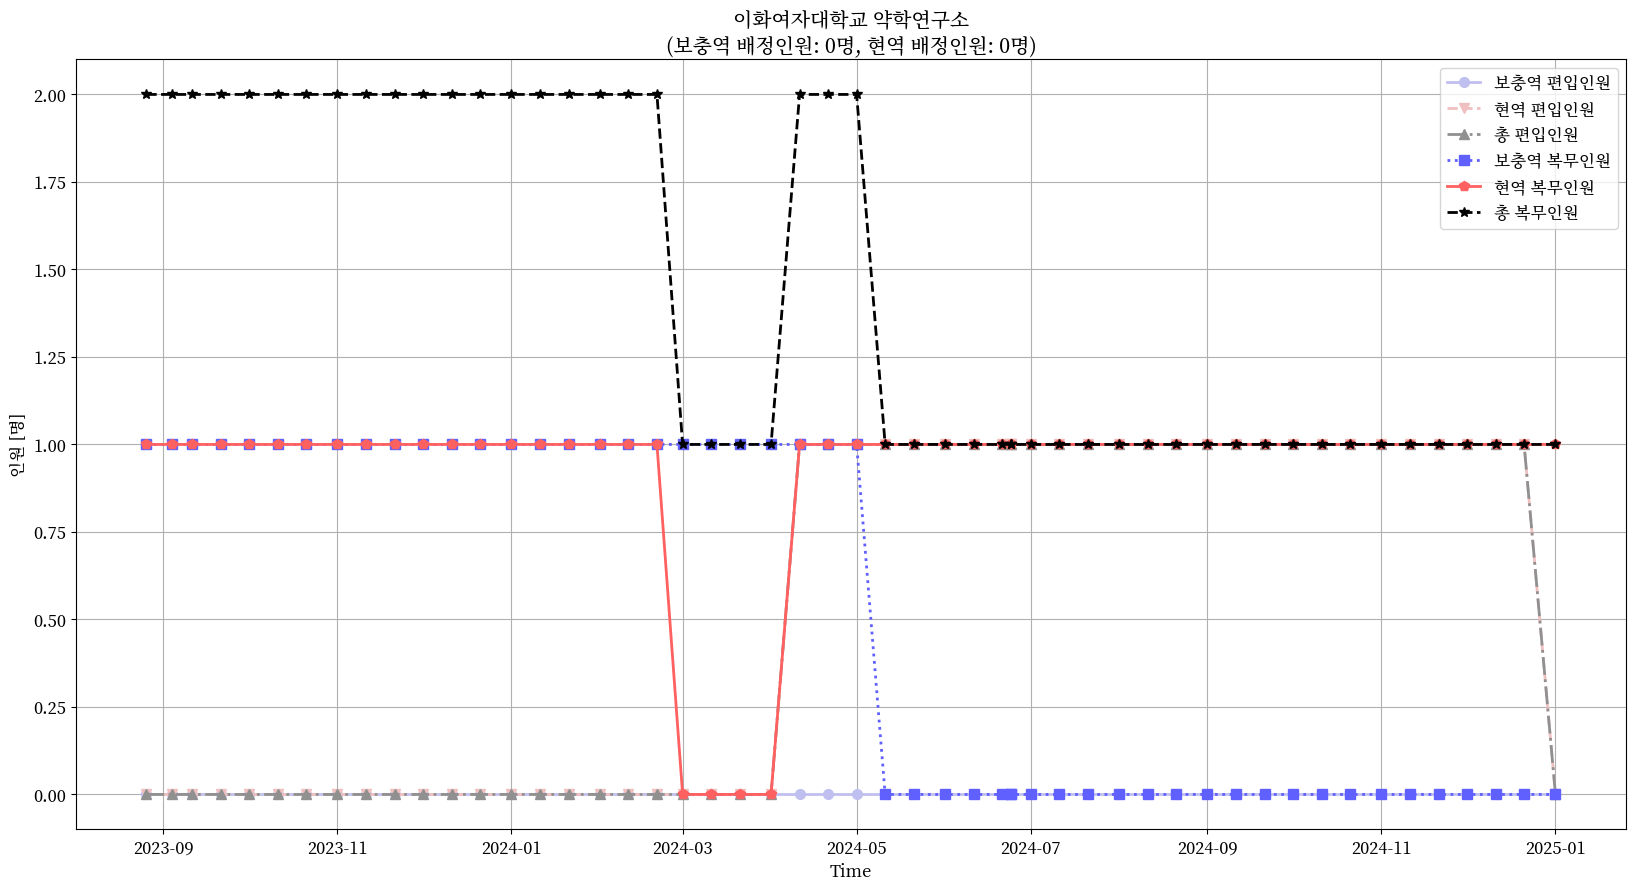 이화여자대학교 약학연구소
(보충역 배정인원: 0명, 현역 배정인원: 0명)
보충역 편입인원
현역 편입인원
총 편입인원
보충역 복무인원
현역 복무인원
총 복무인원
인원 [명]
2.00
1.75
1.50
1.25
1.00
0.75
0.50
0.25
0.00
2023-09 2023-11 2024-01 2024-03 2024-05 2024-07 2024-09 2024-11 2025-01
Time